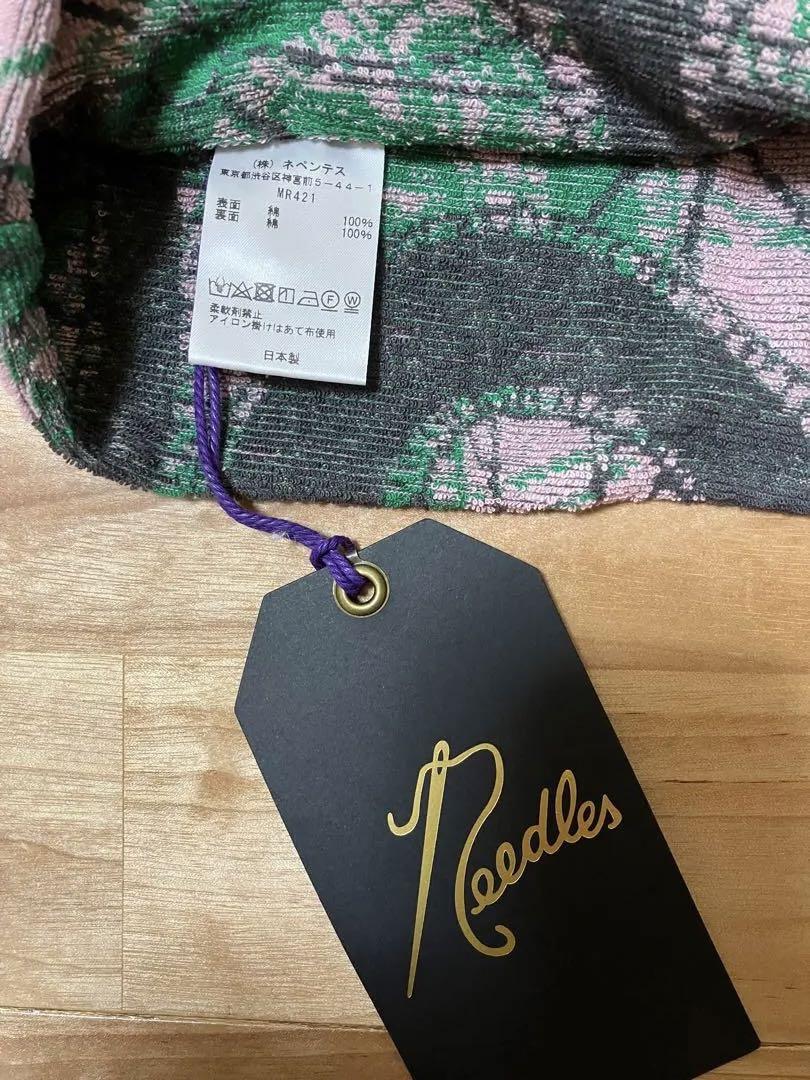 (株) ネペンテス
東京都渋谷区神宮前5-44-1
MR421
表面 綿 100%
裏面 綿 100%
F W
柔軟剤禁止
アイロン掛けはあて布使用
日本製
Needles